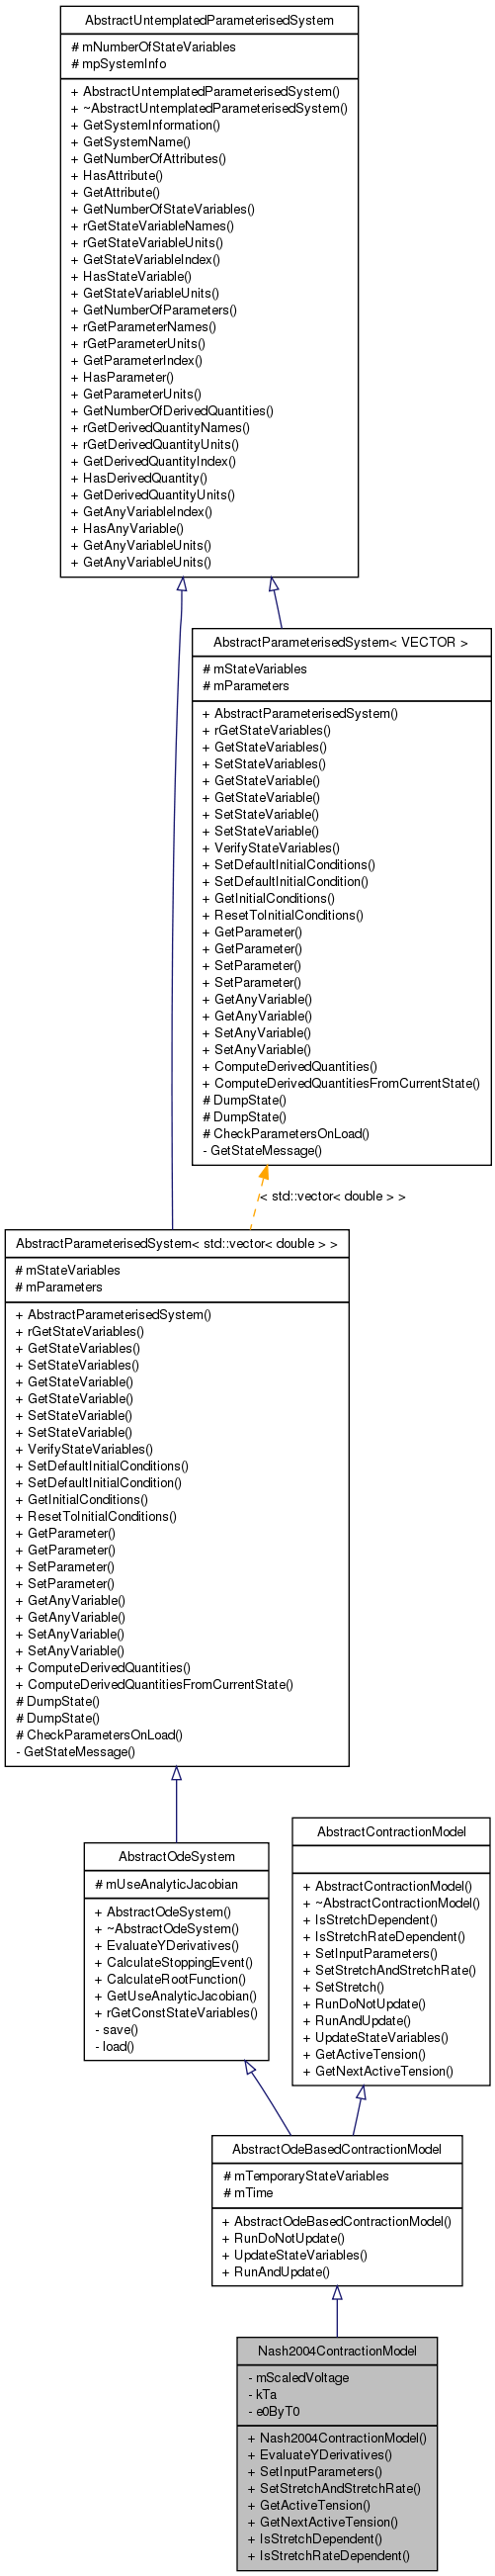 AbstractUntemplatedParameterisedSystem
# mNumberOfStateVariables
# mpSystemInfo
+ AbstractUntemplatedParameterisedSystem()
+ ~AbstractUntemplatedParameterisedSystem()
+ GetSystemInformation()
+ GetSystemName()
+ GetNumberOfAttributes()
+ HasAttribute()
+ GetAttribute()
+ GetNumberOfStateVariables()
+ rGetStateVariableNames()
+ rGetStateVariableUnits()
+ GetStateVariableIndex()
+ HasStateVariable()
+ GetStateVariableUnits()
+ GetNumberOfParameters()
+ rGetParameterNames()
+ rGetParameterUnits()
+ GetParameterIndex()
+ HasParameter()
+ GetParameterUnits()
+ GetNumberOfDerivedQuantities()
+ rGetDerivedQuantityNames()
+ rGetDerivedQuantityUnits()
+ GetDerivedQuantityIndex()
+ HasDerivedQuantity()
+ GetDerivedQuantityUnits()
+ GetAnyVariableIndex()
+ HasAnyVariable()
+ GetAnyVariableUnits()
+ GetAnyVariableUnits()
AbstractParameterisedSystem< VECTOR >
# mStateVariables
# mParameters
+ AbstractParameterisedSystem()
+ rGetStateVariables()
+ GetStateVariables()
+ SetStateVariables()
+ GetStateVariable()
+ GetStateVariable()
+ SetStateVariable()
+ SetStateVariable()
+ VerifyStateVariables()
+ SetDefaultInitialConditions()
+ SetDefaultInitialCondition()
+ GetInitialConditions()
+ ResetToInitialConditions()
+ GetParameter()
+ GetParameter()
+ SetParameter()
+ SetParameter()
+ GetAnyVariable()
+ GetAnyVariable()
+ SetAnyVariable()
+ SetAnyVariable()
+ ComputeDerivedQuantities()
+ ComputeDerivedQuantitiesFromCurrentState()
# DumpState()
# DumpState()
# CheckParametersOnLoad()
- GetStateMessage()
< std::vector< double > >
AbstractParameterisedSystem< std::vector< double > >
# mStateVariables
# mParameters
+ AbstractParameterisedSystem()
+ rGetStateVariables()
+ GetStateVariables()
+ SetStateVariables()
+ GetStateVariable()
+ GetStateVariable()
+ SetStateVariable()
+ SetStateVariable()
+ VerifyStateVariables()
+ SetDefaultInitialConditions()
+ SetDefaultInitialCondition()
+ GetInitialConditions()
+ ResetToInitialConditions()
+ GetParameter()
+ GetParameter()
+ SetParameter()
+ SetParameter()
+ GetAnyVariable()
+ GetAnyVariable()
+ SetAnyVariable()
+ SetAnyVariable()
+ ComputeDerivedQuantities()
+ ComputeDerivedQuantitiesFromCurrentState()
# DumpState()
# DumpState()
# CheckParametersOnLoad()
- GetStateMessage()
AbstractOdeSystem
# mUseAnalyticJacobian
+ AbstractOdeSystem()
+ ~AbstractOdeSystem()
+ EvaluateYDerivatives()
+ CalculateStoppingEvent()
+ CalculateRootFunction()
+ GetUseAnalyticJacobian()
+ rGetConstStateVariables()
- save()
- load()
AbstractContractionModel
+ AbstractContractionModel()
+ ~AbstractContractionModel()
+ IsStretchDependent()
+ IsStretchRateDependent()
+ SetInputParameters()
+ SetStretchAndStretchRate()
+ SetStretch()
+ RunDoNotUpdate()
+ RunAndUpdate()
+ UpdateStateVariables()
+ GetActiveTension()
+ GetNextActiveTension()
AbstractOdeBasedContractionModel
# mTemporaryStateVariables
# mTime
+ AbstractOdeBasedContractionModel()
+ RunDoNotUpdate()
+ UpdateStateVariables()
+ RunAndUpdate()
Nash2004ContractionModel
- mScaledVoltage
- kTa
- e0ByT0
+ Nash2004ContractionModel()
+ EvaluateYDerivatives()
+ SetInputParameters()
+ SetStretchAndStretchRate()
+ GetActiveTension()
+ GetNextActiveTension()
+ IsStretchDependent()
+ IsStretchRateDependent()